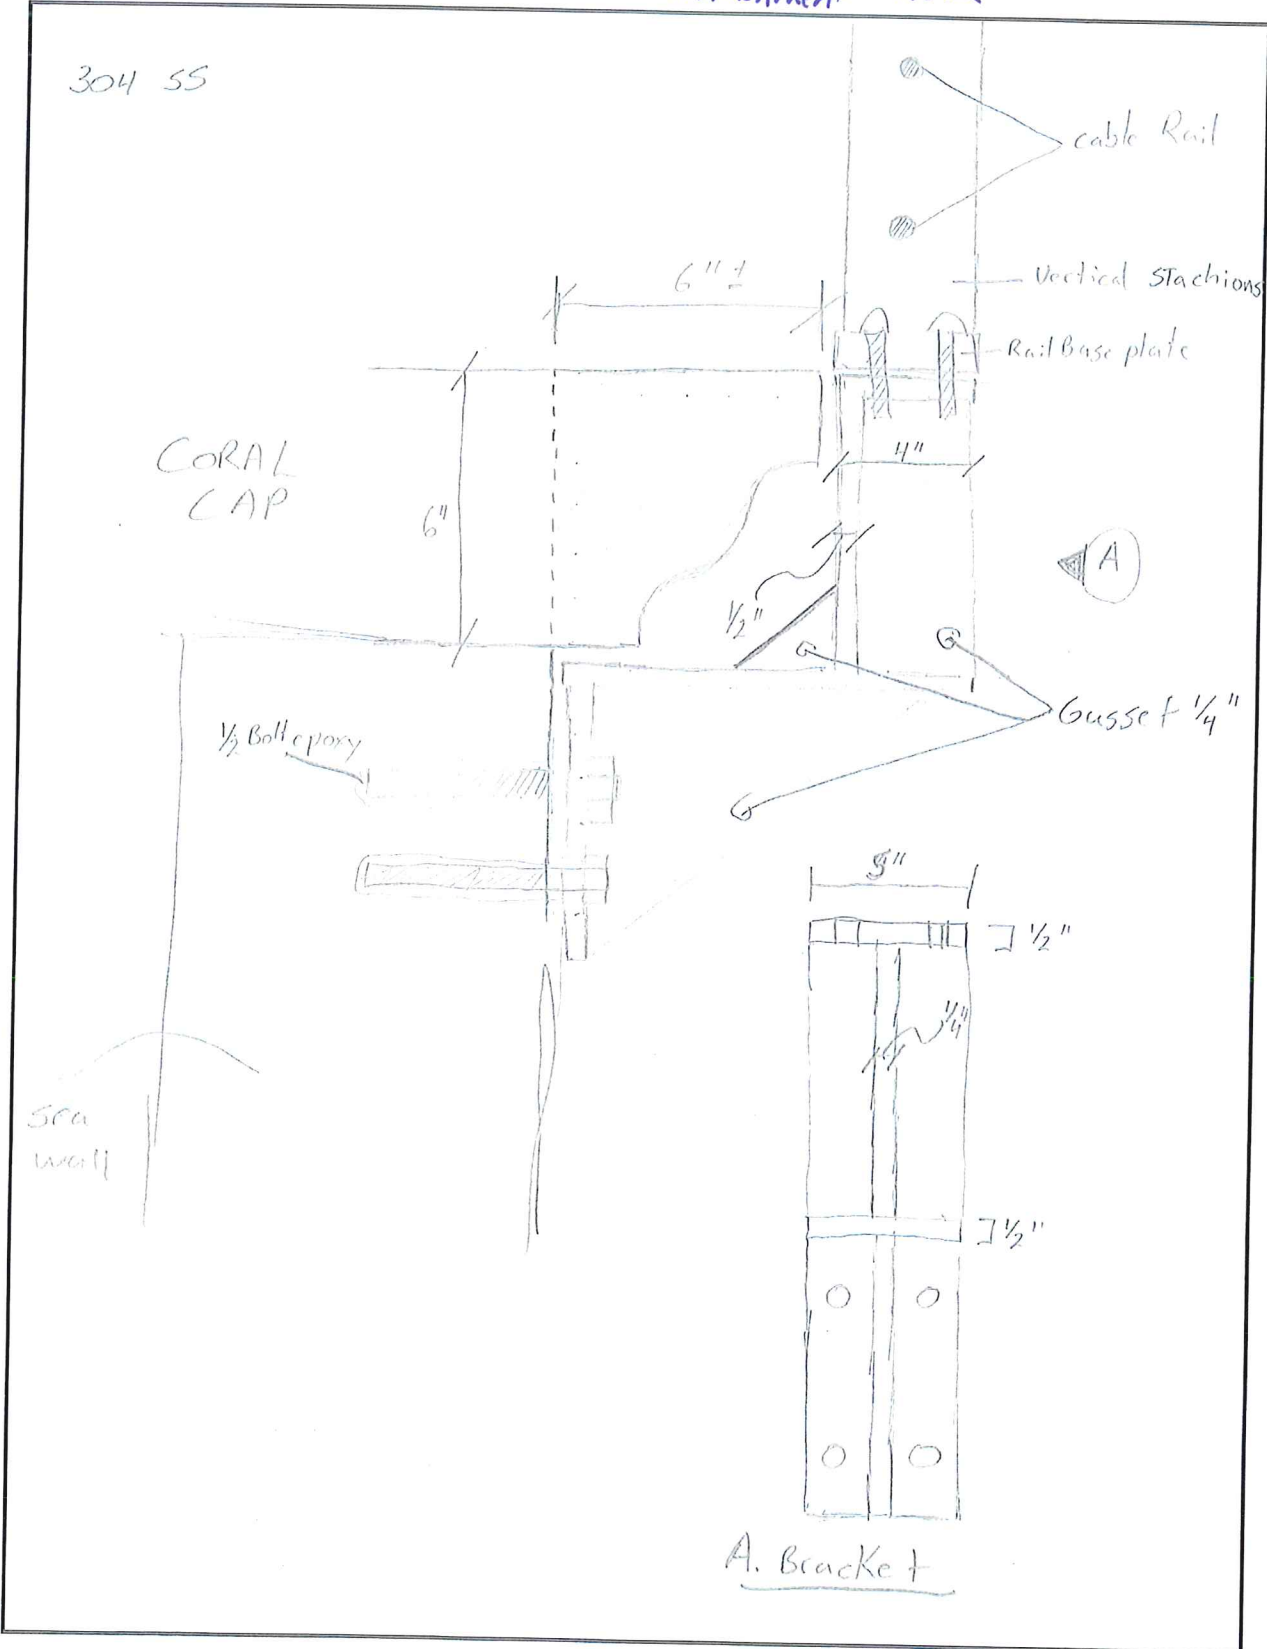 304 SS
cable Rail
6" ±
Vertical Stachions
Rail Base plate
CORAL
CAP
4"
6"
A
1/2"
Gusset 1/4"
1/2 Bolt epoxy
1/2"
1/4"
Sea
wall
1/2"
A. Bracket